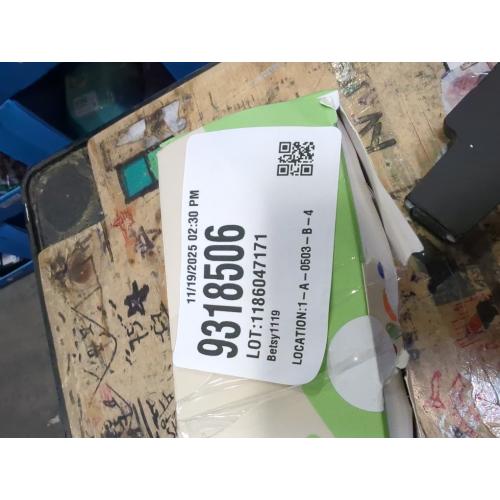 11/19/2025 02:30 PM
9318506
LOT:1186047171
Betsy1119
LOCATION:1-A-0503-B-4